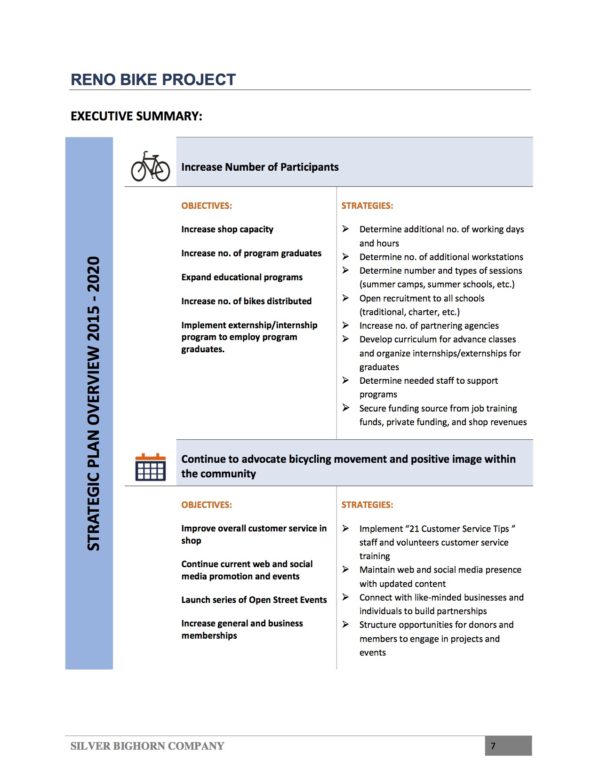 RENO BIKE PROJECT
EXECUTIVE SUMMARY:
STRATEGIC PLAN OVERVIEW 2015 - 2020
Increase Number of Participants
OBJECTIVES:
Increase shop capacity
Increase no. of program graduates
Expand educational programs
Increase no. of bikes distributed
Implement externship/internship
program to employ program
graduates.
STRATEGIES:
➢ Determine additional no. of working days
and hours
➢ Determine no. of additional workstations
➢ Determine number and types of sessions
(summer camps, summer schools, etc.)
➢ Open recruitment to all schools
(traditional, charter, etc.)
➢ Increase no. of partnering agencies
➢ Develop curriculum for advance classes
and organize internships/externships for
graduates
➢ Determine needed staff to support
programs
➢ Secure funding source from job training
funds, private funding, and shop revenues
Continue to advocate bicycling movement and positive image within
the community
OBJECTIVES:
Improve overall customer service in
shop
Continue current web and social
media promotion and events
Launch series of Open Street Events
Increase general and business
memberships
STRATEGIES:
➢ Implement “21 Customer Service Tips ”
staff and volunteers customer service
training
➢ Maintain web and social media presence
with updated content
➢ Connect with like-minded businesses and
individuals to build partnerships
➢ Structure opportunities for donors and
members to engage in projects and
events
SILVER BIGHORN COMPANY
7